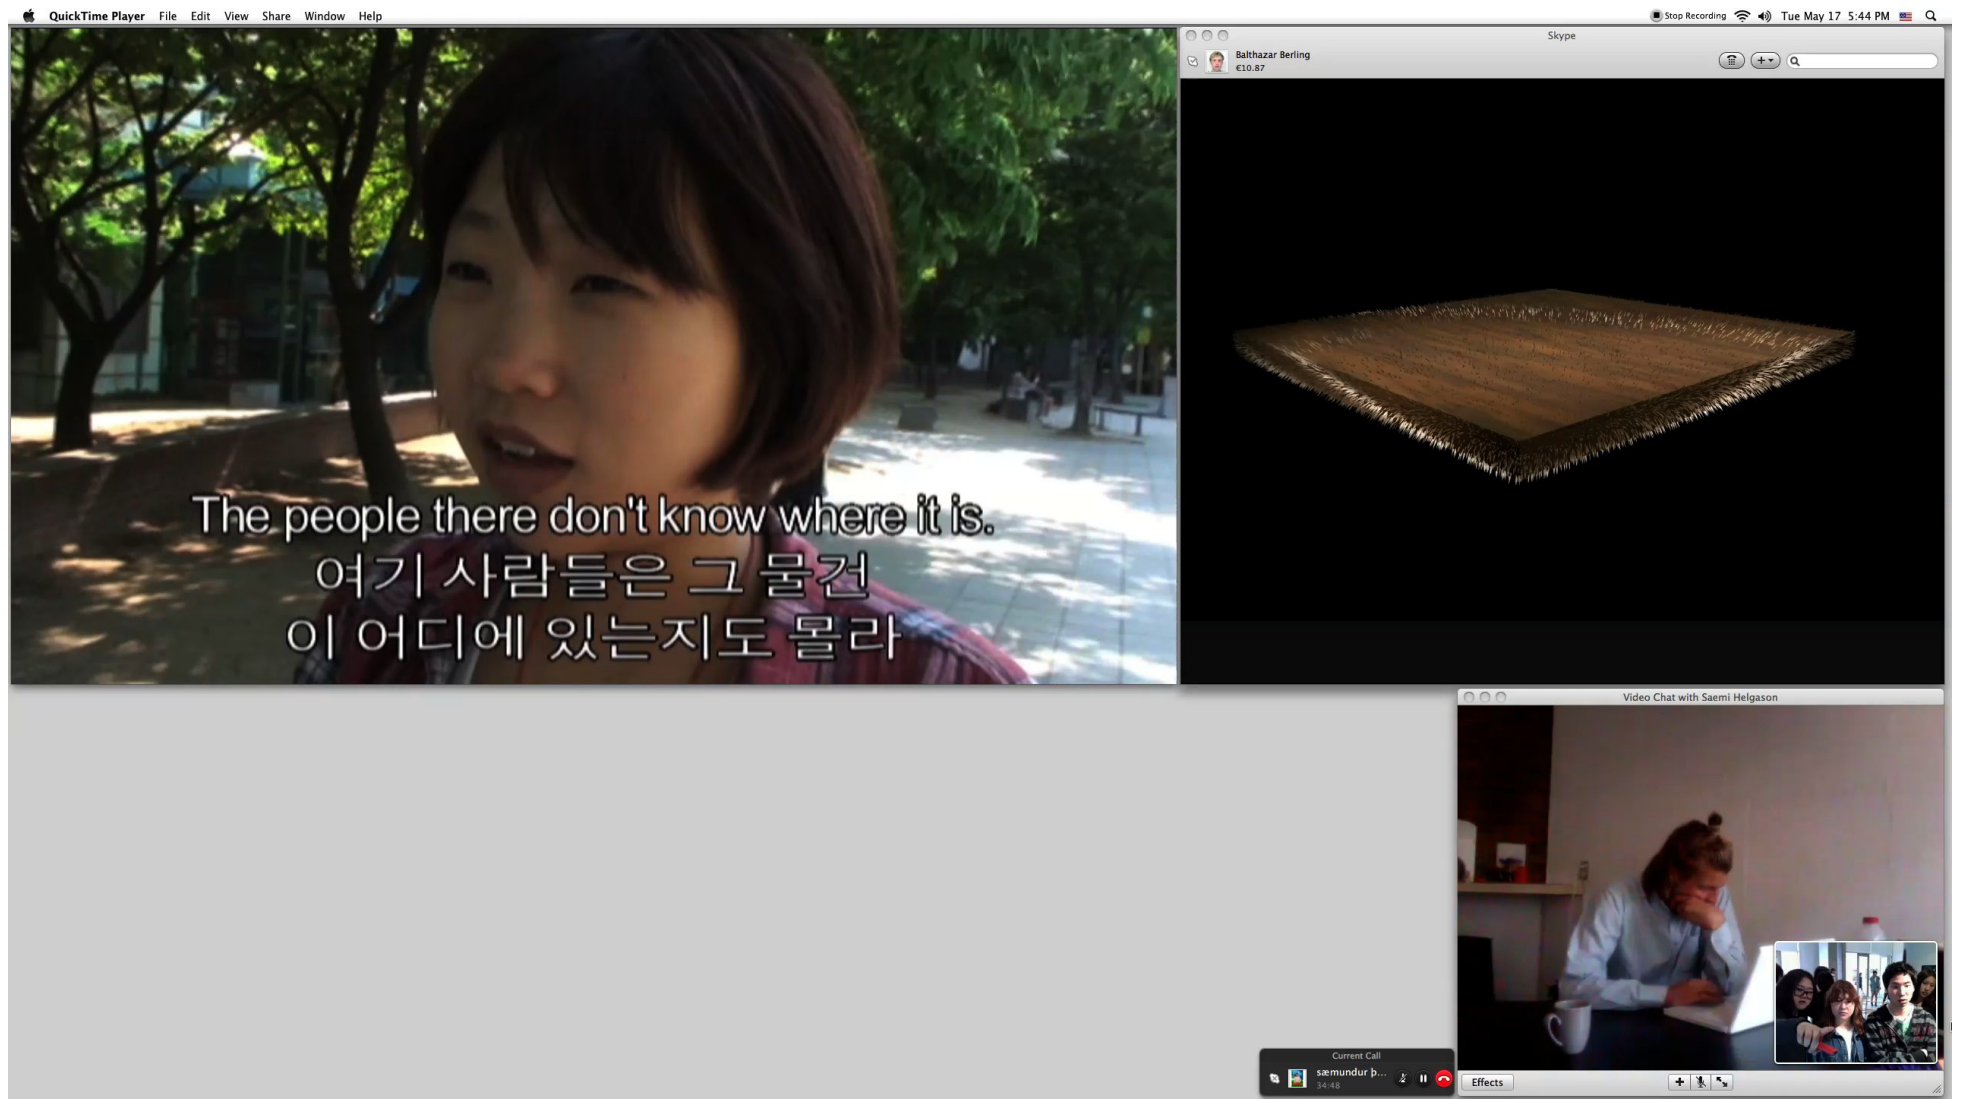 QuickTime Player File Edit View Share Window Help
Stop Recording Tue May 17 5:44 PM
Skype
Balthazar Berling
€10.87
The people there don't know where it is.
여기 사람들은 그 물건
이 어디에 있는지도 몰라
Video Chat with Saemi Helgason
Current Call
sæmundur þ...
34:48
Effects